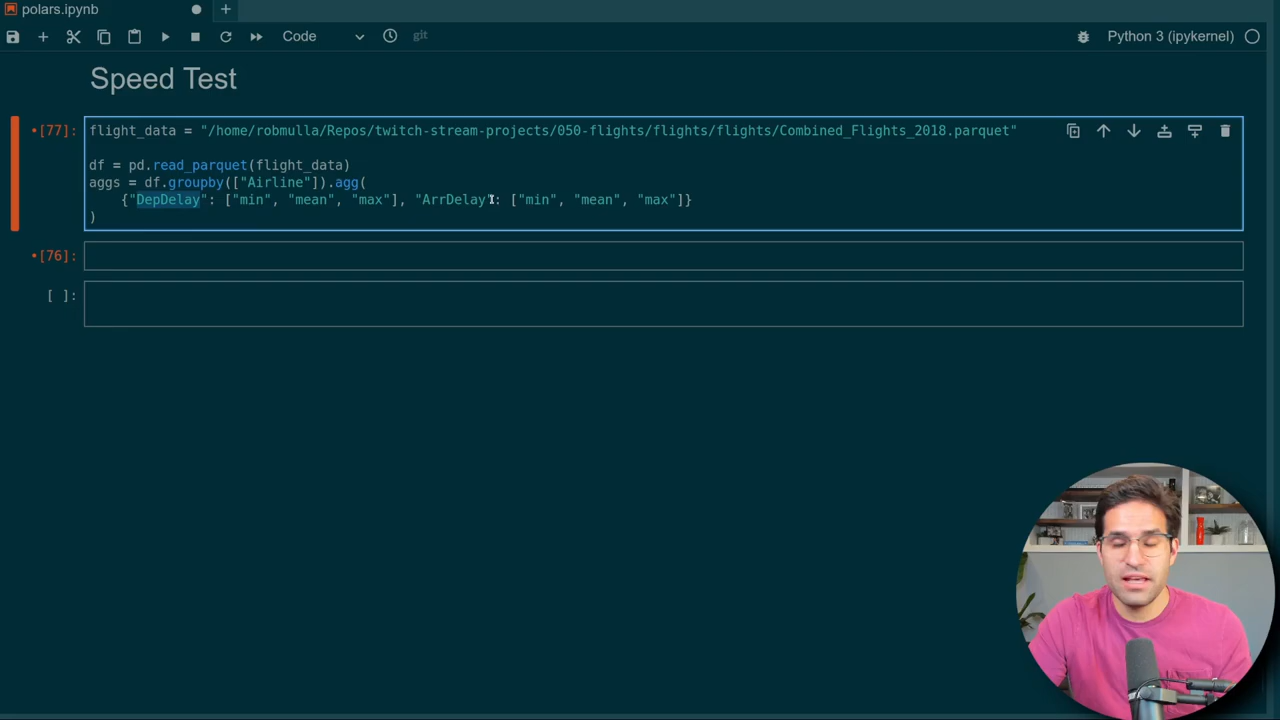 polars.ipynb
Code
git
Python 3 (ipykernel)
Speed Test
[77]:
flight_data = "/home/robmulla/Repos/twitch-stream-projects/050-flights/flights/flights/Combined_Flights_2018.parquet"
df = pd.read_parquet(flight_data)
aggs = df.groupby(["Airline"]).agg(
{"DepDelay": ["min", "mean", "max"], "ArrDelay": ["min", "mean", "max"]}
)
[76]:
[ ]: